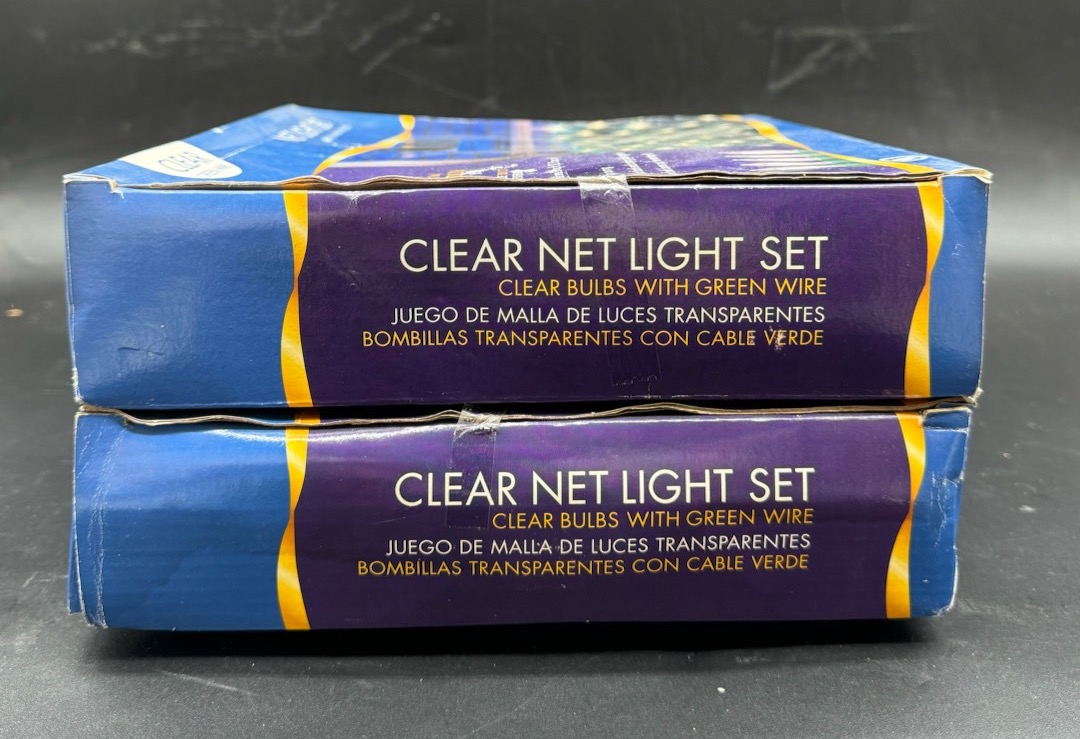 CLEAR
CLEAR NET LIGHT SET
CLEAR BULBS WITH GREEN WIRE
JUEGO DE MALLA DE LUCES TRANSPARENTES
BOMBILLAS TRANSPARENTES CON CABLE VERDE
CLEAR NET LIGHT SET
CLEAR BULBS WITH GREEN WIRE
JUEGO DE MALLA DE LUCES TRANSPARENTES
BOMBILLAS TRANSPARENTES CON CABLE VERDE